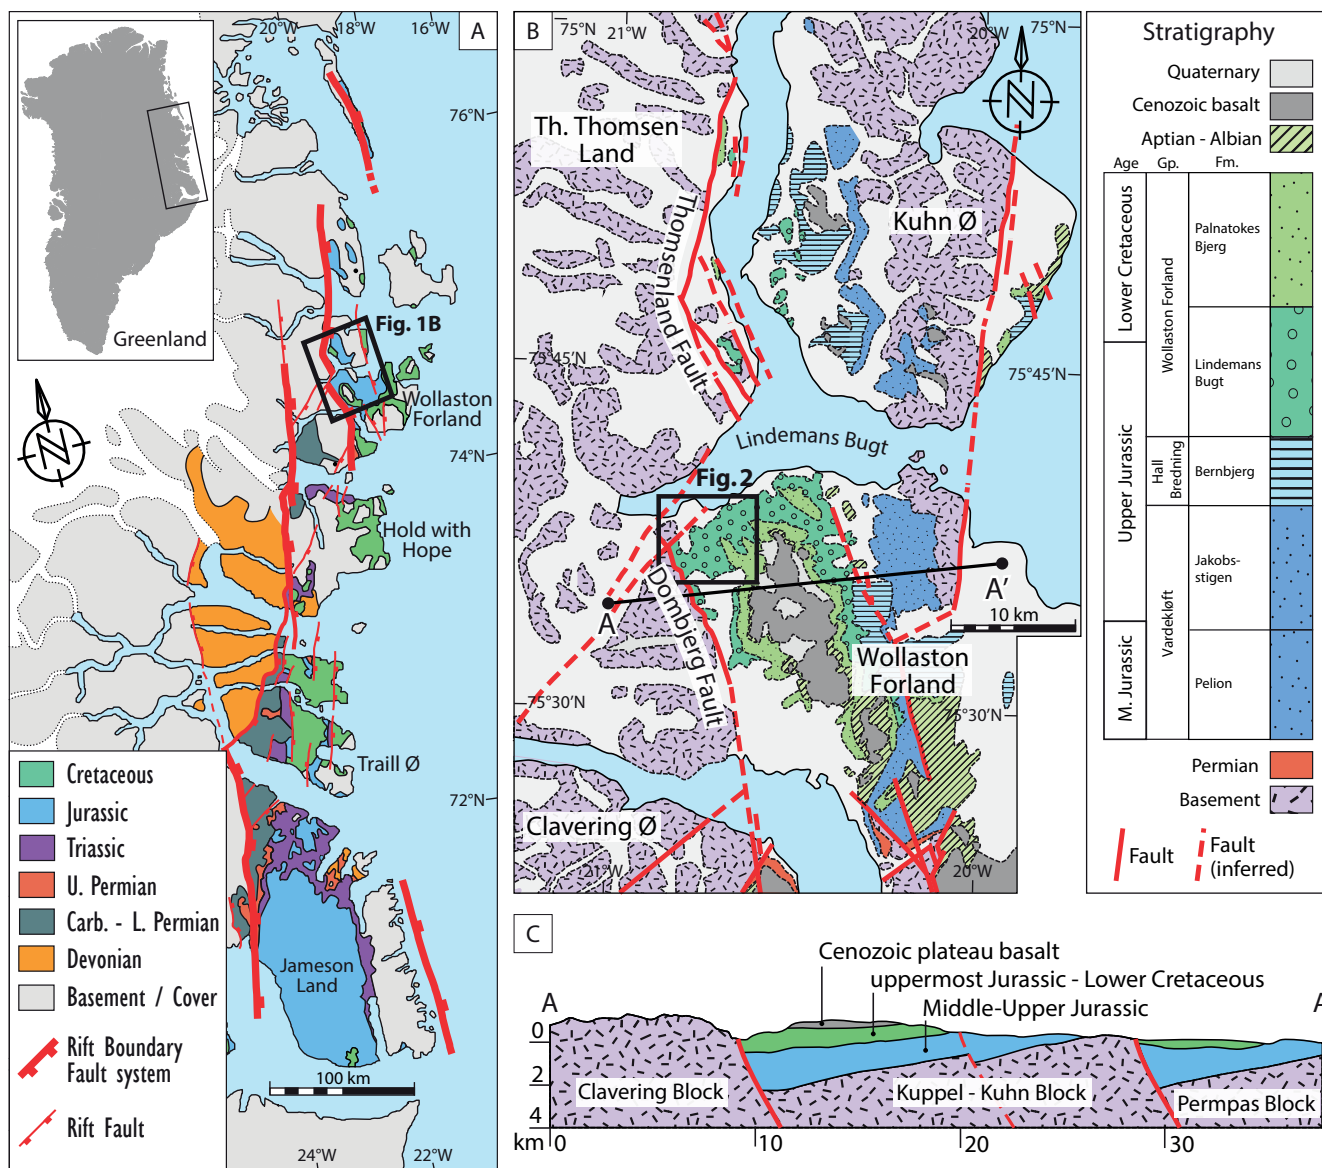 20°W
18°W
16°W
A
76°N
Greenland
Fig. 1B
Wollaston
Forland
74°N
N
Hold with
Hope
Traill Ø
72°N
Cretaceous
Jurassic
Triassic
U. Permian
Carb. - L. Permian
Devonian
Basement / Cover
Rift Boundary
Fault system
Rift Fault
Jameson
Land
100 km
24°W
22°W
B
75°N
21°W
20°W
75°N
N
Th. Thomsen
Land
Thomsenland Fault
Kuhn Ø
75°45'N
75°45'N
Lindemans Bugt
Fig.2
A
A'
10 km
Dombjerg Fault
Wollaston
Forland
75°30'N
75°30'N
Clavering Ø
21°W
20°W
Stratigraphy
Quaternary
Cenozoic basalt
Aptian - Albian
Age
Gp.
Fm.
Lower Cretaceous
Upper Jurassic
M. Jurassic
Wollaston Forland
Hall
Bredning
Vardekløft
Palnatokes
Bjerg
Lindemans
Bugt
Bernbjerg
Jakobs-
stigen
Pelion
Permian
Basement
Fault
Fault
(inferred)
C
Cenozoic plateau basalt
uppermost Jurassic - Lower Cretaceous
Middle-Upper Jurassic
A
0
2
4
km
Clavering Block
Kuppel - Kuhn Block
Permpas Block
0
10
20
30